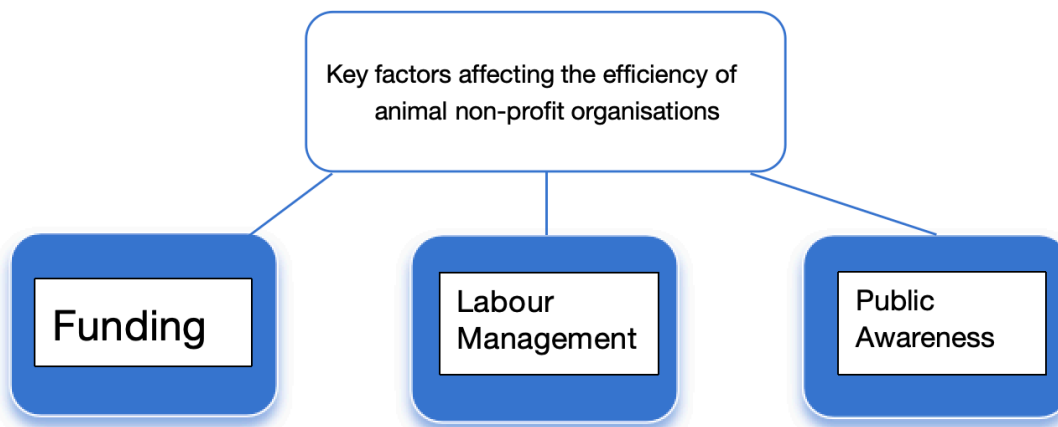 Key factors affecting the efficiency of
animal non-profit organisations
Funding
Labour
Management
Public
Awareness